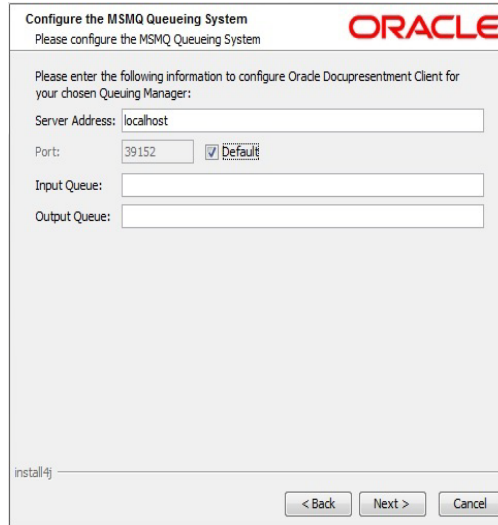 Configure the MSMQ Queueing System
Please configure the MSMQ Queueing System
ORACLE
Please enter the following information to configure Oracle Docupresentment Client for
your chosen Queuing Manager:
Server Address: localhost
Port: 39152 Default
Input Queue:
Output Queue:
install4j
< Back Next > Cancel